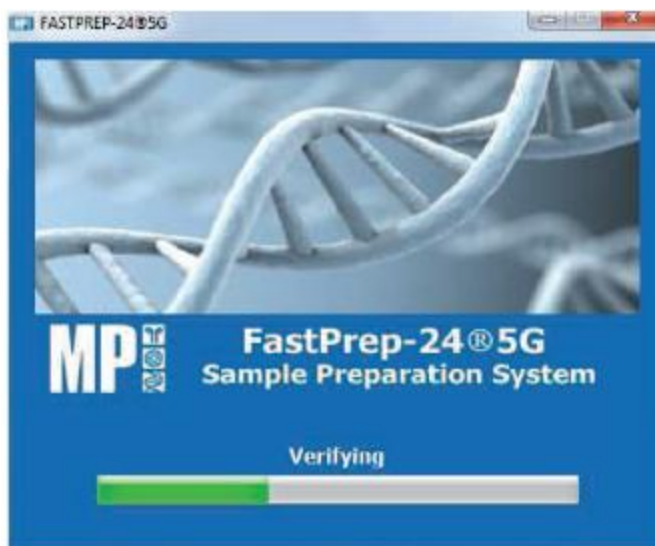 FASTPREP-24®5G
MP
FastPrep-24®5G
Sample Preparation System
Verifying